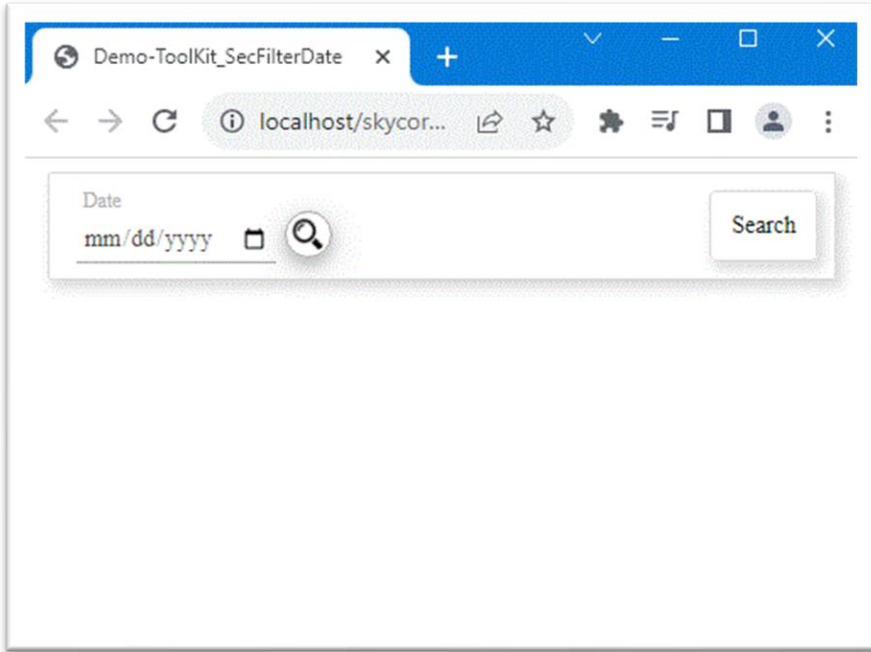 Demo-ToolKit_SecFilterDate
localhost/skycor...
Date
mm/dd/yyyy
Search